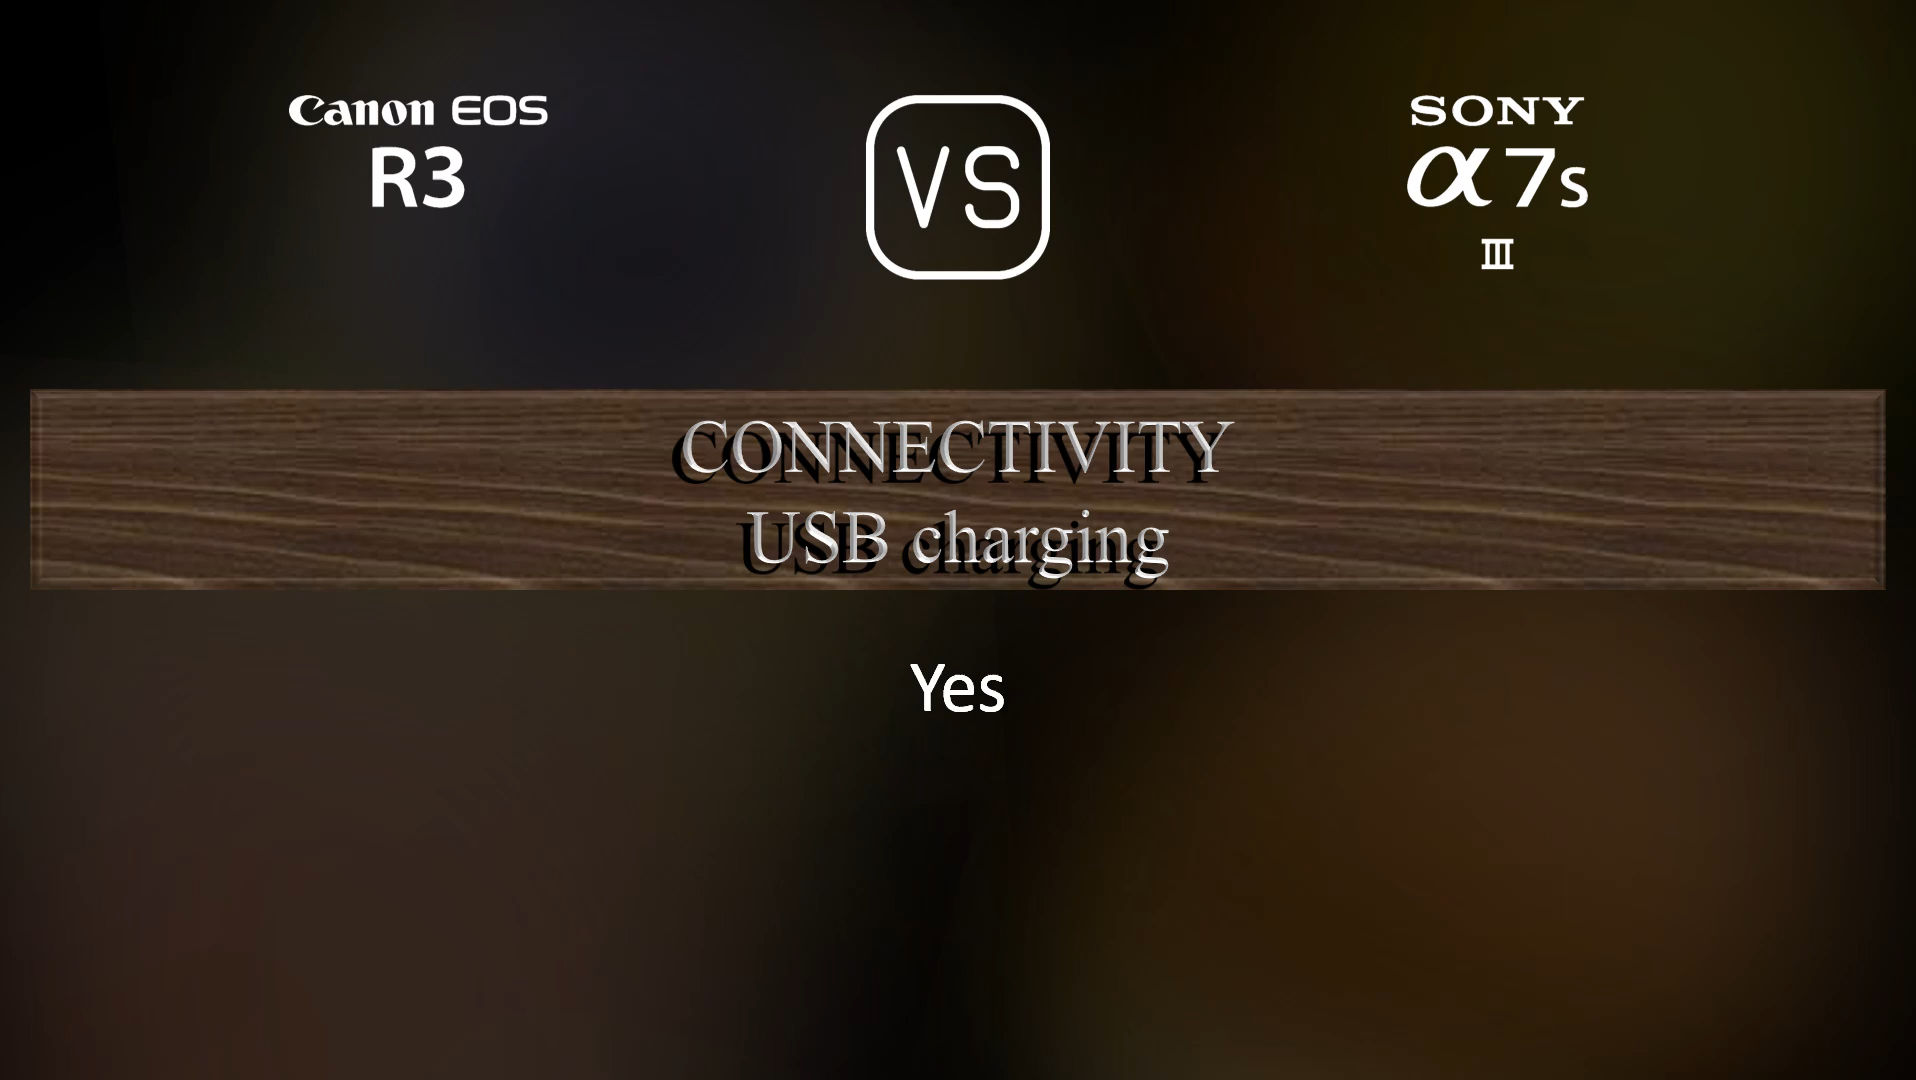 Canon EOS
R3
VS
SONY
α7s
III
CONNECTIVITY
USB charging
Yes